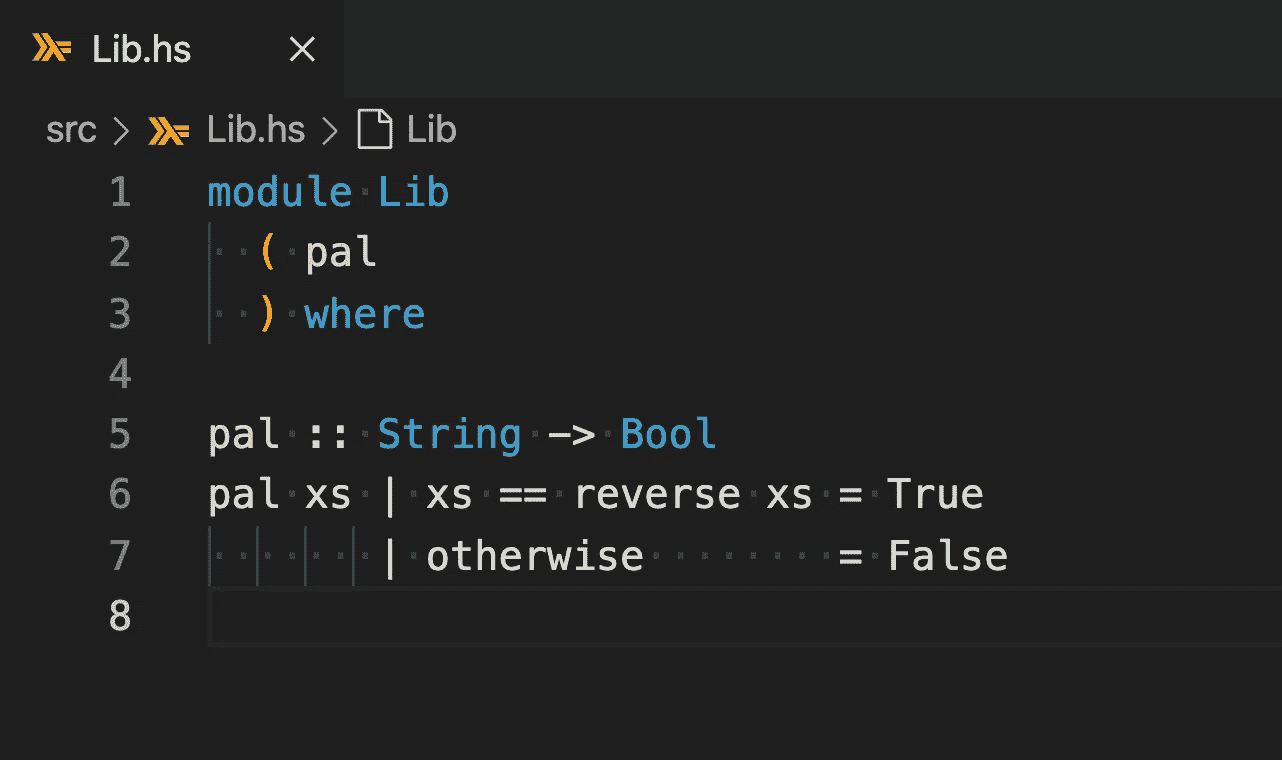 Lib.hs
src > Lib.hs > Lib
1 module Lib
2   ( pal
3   ) where
4
5 pal :: String -> Bool
6 pal xs | xs == reverse xs = True
7        | otherwise        = False
8